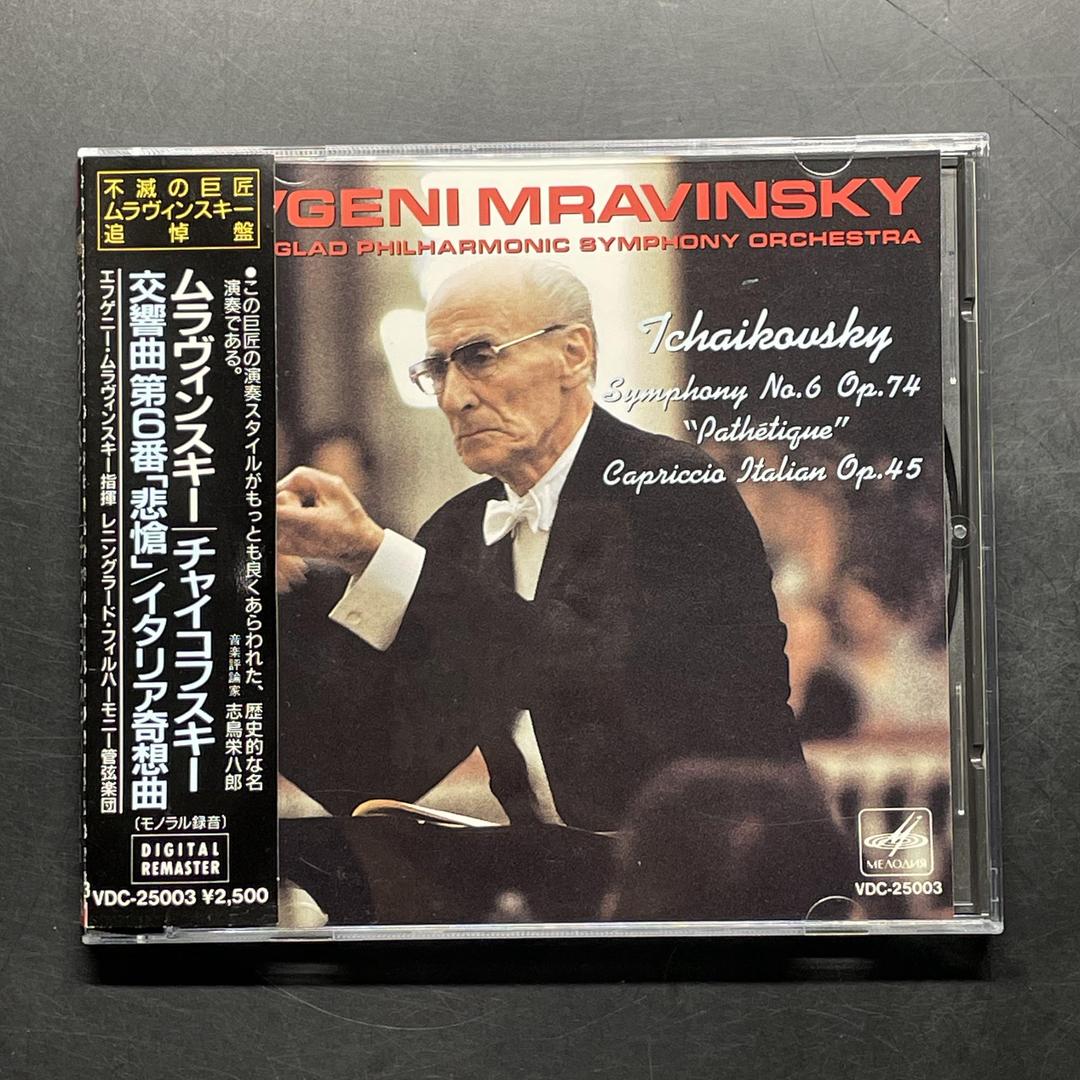 不滅の巨匠
ムラヴィンスキー
追悼盤
●この巨匠の演奏スタイルがもっとも良くあらわれた、歴史的な名
演奏である。
音楽評論家 志鳥栄八郎
ムラヴィンスキー|チャイコフスキー
交響曲第6番「悲愴」/イタリア奇想曲
エフゲニー・ムラヴィンスキー指揮 レニングラード・フィルハーモニー管弦楽団
(モノラル録音)
DIGITAL
REMASTER
VDC-25003 ¥2,500
VGENI MRAVINSKY
GLAD PHILHARMONIC SYMPHONY ORCHESTRA
Tchaikovsky
Symphony No.6 Op.74
"Pathétique"
Capriccio Italian Op.45
МЕЛОДИЯ
VDC-25003